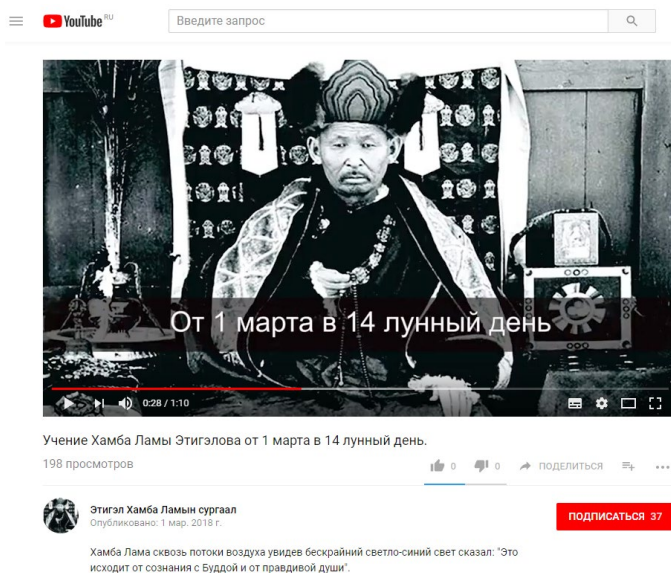 YouTube RU
Введите запрос
От 1 марта в 14 лунный день
0:28 / 1:10
Учение Хамба Ламы Этигэлова от 1 марта в 14 лунный день.
198 просмотров
0 0 ПОДЕЛИТЬСЯ
Этигэл Хамба Ламын сургаал
Опубликовано: 1 мар. 2018 г.
ПОДПИСАТЬСЯ 37
Хамба Лама сквозь потоки воздуха увидев бескрайний светло-синий свет сказал: "Это
исходит от сознания с Буддой и от правдивой души".